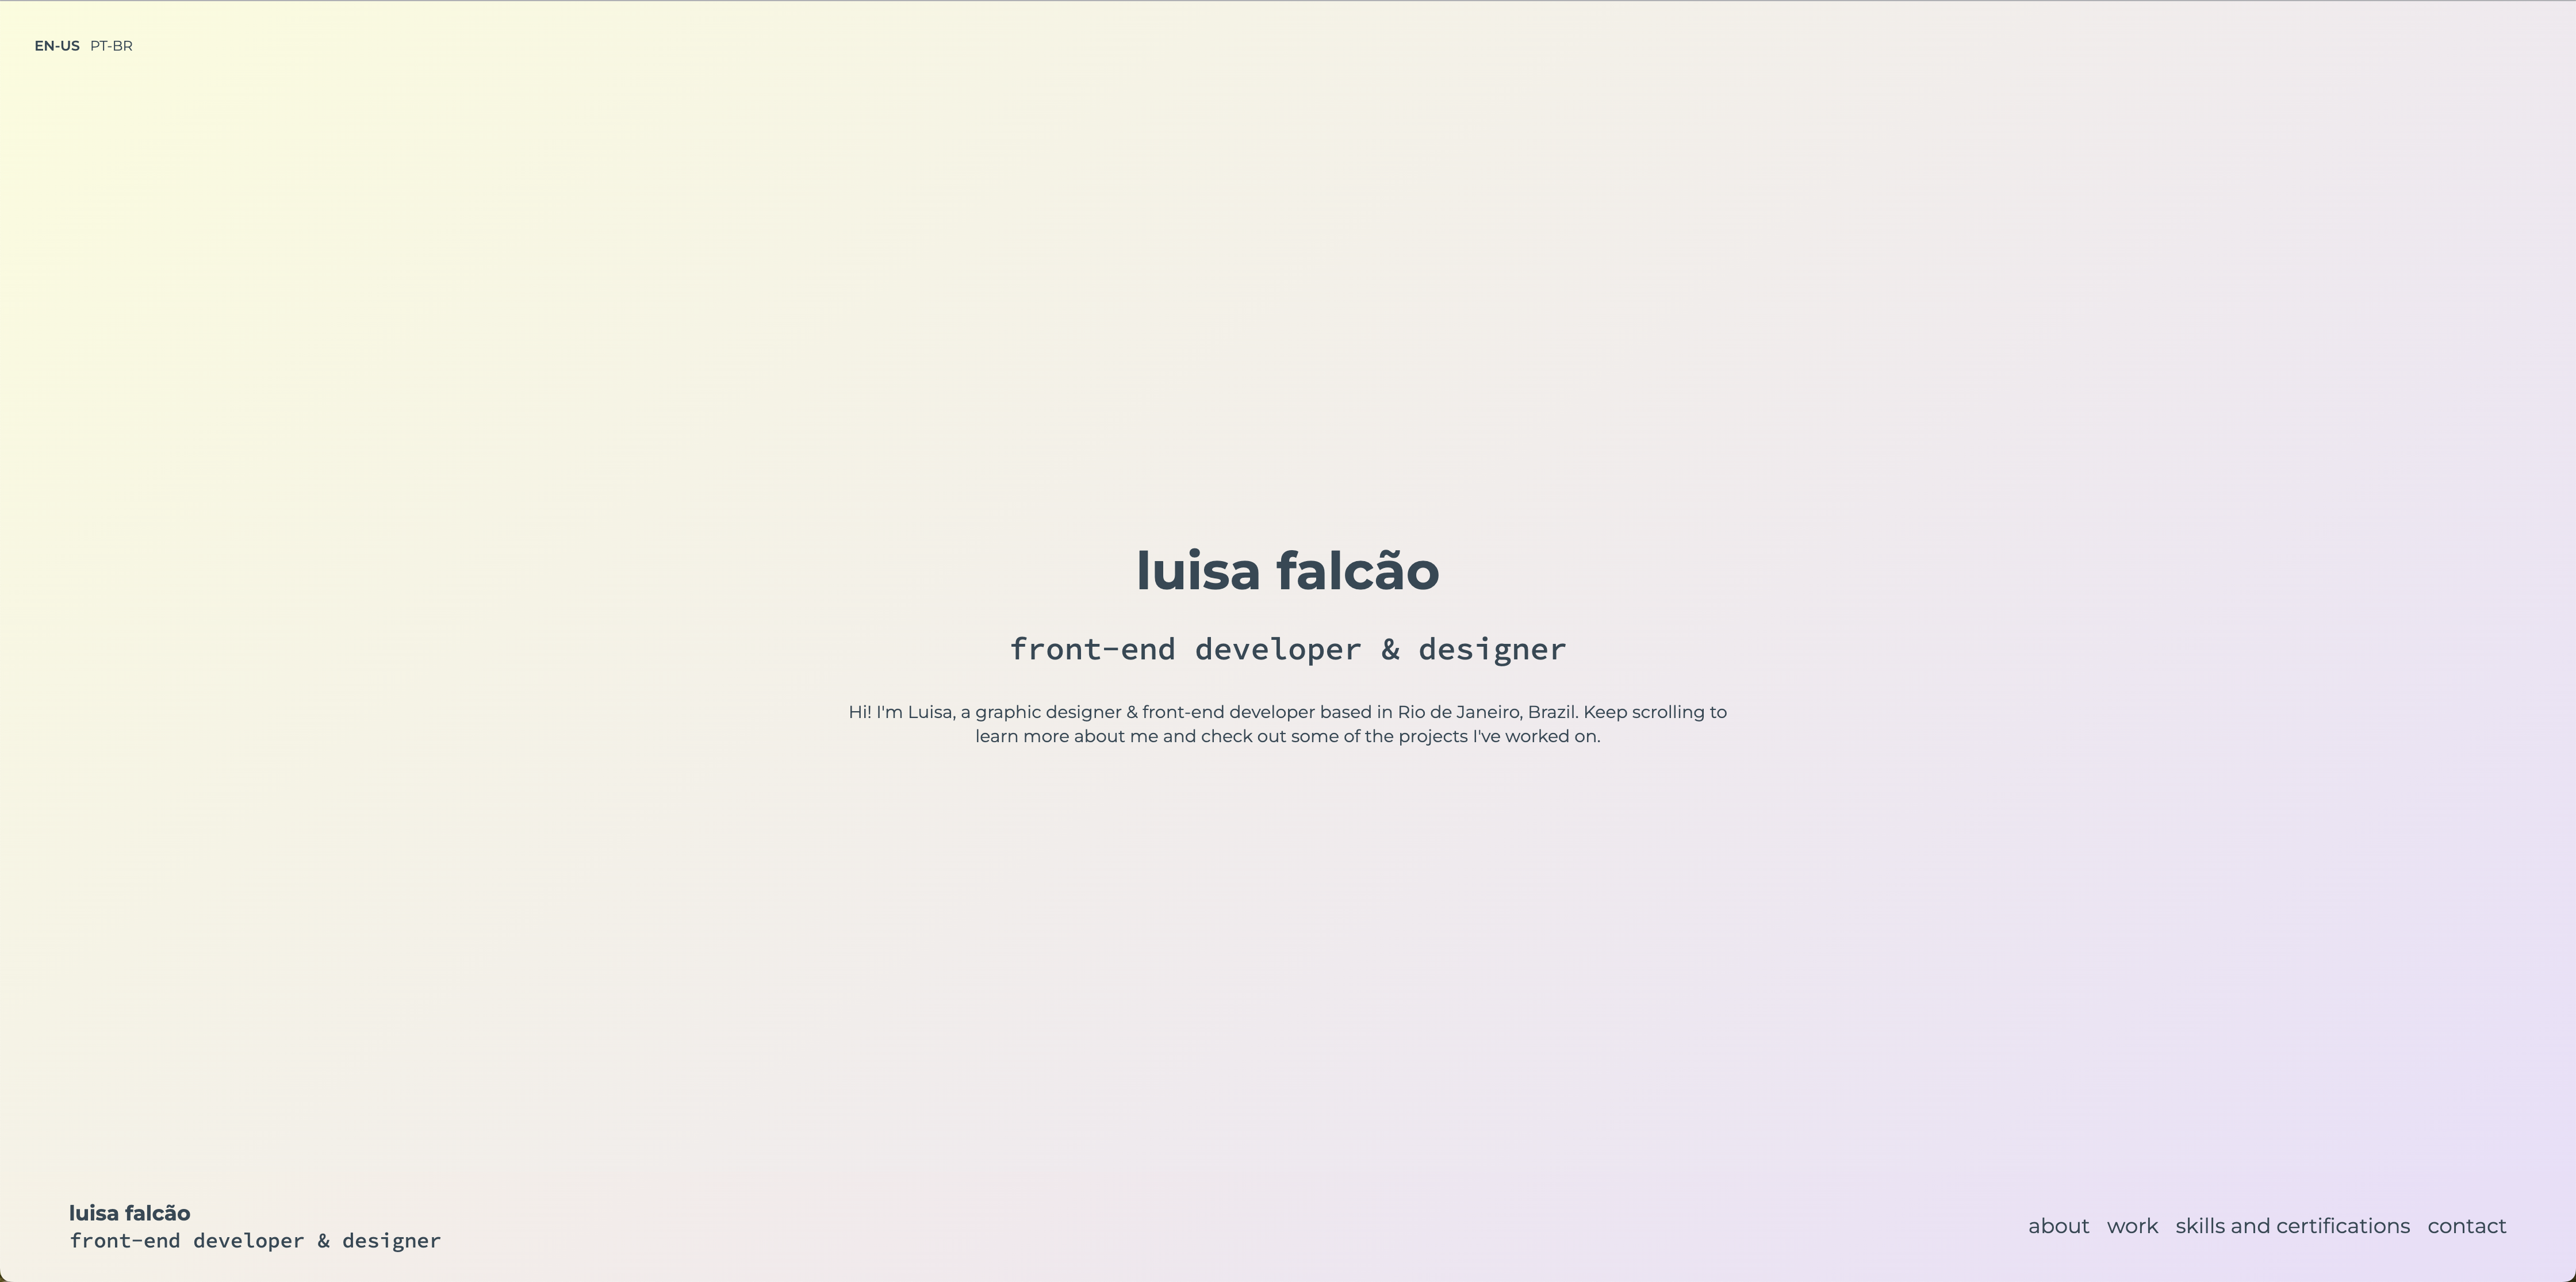 EN-US PT-BR
luisa falcão
front-end developer & designer
Hi! I'm Luisa, a graphic designer & front-end developer based in Rio de Janeiro, Brazil. Keep scrolling to
learn more about me and check out some of the projects I've worked on.
luisa falcão
front-end developer & designer
about work skills and certifications contact